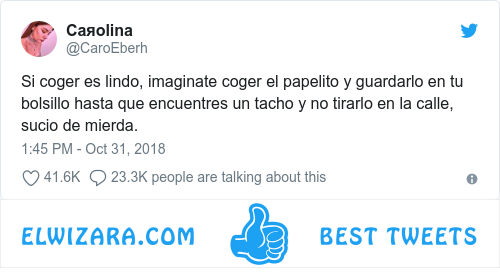 Caяolina
@CaroEberh
Si coger es lindo, imaginate coger el papelito y guardarlo en tu
bolsillo hasta que encuentres un tacho y no tirarlo en la calle,
sucio de mierda.
1:45 PM - Oct 31, 2018
41.6K 23.3K people are talking about this
ELWIZARA.COM BEST TWEETS